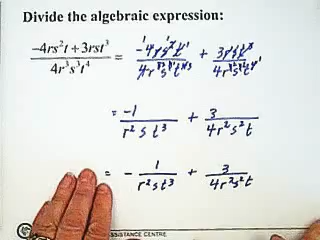 Divide the algebraic expression:
(-4rs²t + 3rst³) / (4r³s³t⁴) = -4rs²t / 4r³s³t⁴ + 3rst³ / 4r³s³t⁴
= -1 / r²st³ + 3 / 4r²s²t
= - 1 / r²st³ + 3 / 4r²s²t
SISTANCE CENTRE